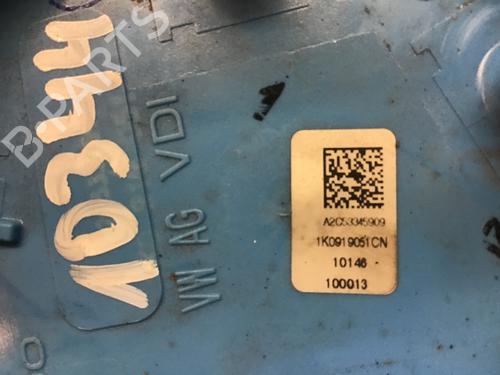 10344
VW AG VDI
A2C53345909
1K0919051CN
10146
100013
B-PARTS